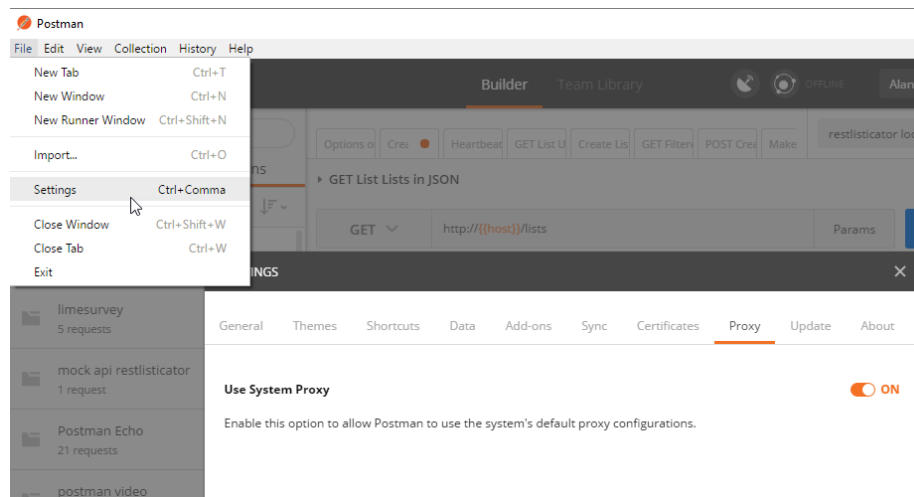 Postman
File Edit View Collection History Help
New Tab Ctrl+T
New Window Ctrl+N
New Runner Window Ctrl+Shift+N
Import... Ctrl+O
Settings Ctrl+Comma
Close Window Ctrl+Shift+W
Close Tab Ctrl+W
Exit
Builder Team Library OFFLINE Alan
ns
Options o Crea Heartbeat GET List U Create Lis GET Filter POST Crea Make
restlisticator loc
GET List Lists in JSON
GET http://{{host}}/lists Params
INGS
General Themes Shortcuts Data Add-ons Sync Certificates Proxy Update About
Use System Proxy ON
Enable this option to allow Postman to use the system's default proxy configurations.
limesurvey
5 requests
mock api restlisticator
1 request
Postman Echo
21 requests
postman video